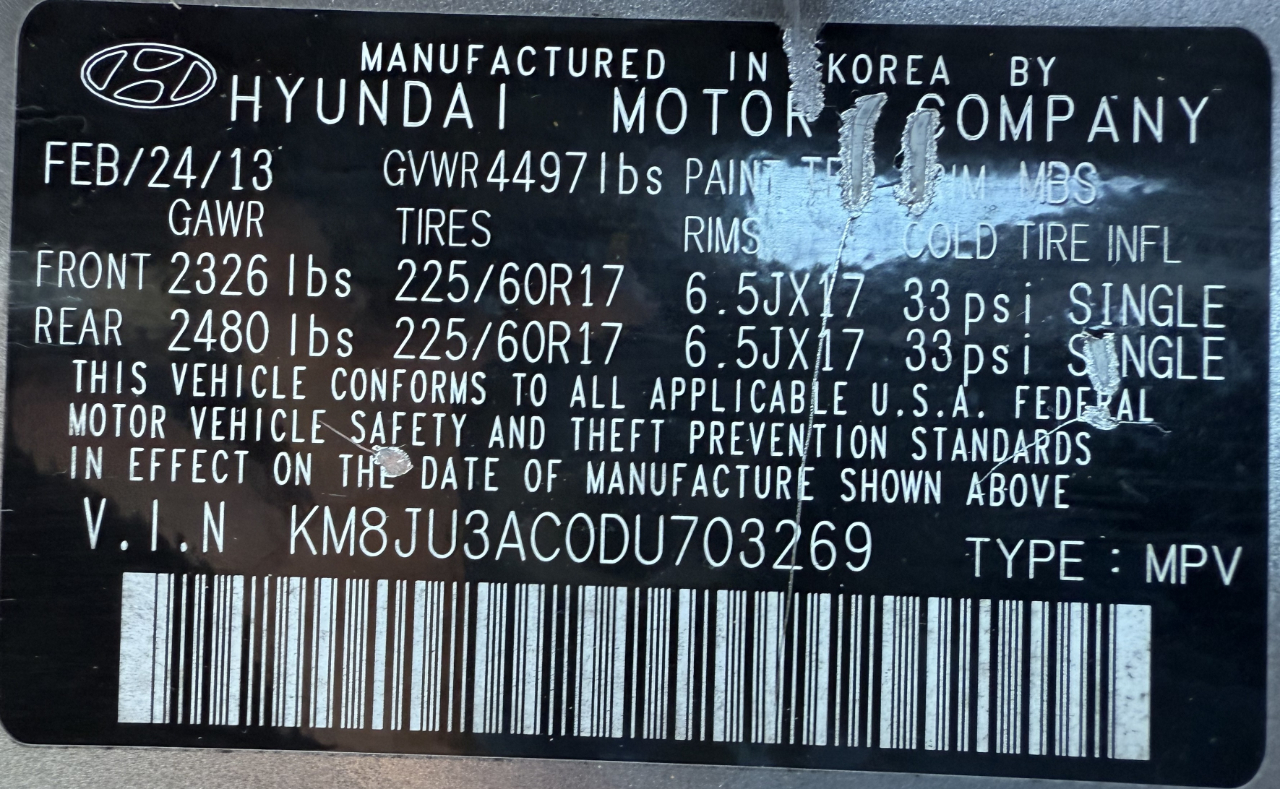 MANUFACTURED IN KOREA BY
HYUNDAI MOTOR COMPANY
FEB/24/13 GVWR 4497 lbs PAINT TRIM MBS
GAWR TIRES RIMS COLD TIRE INFL
FRONT 2326 lbs 225/60R17 6.5JX17 33psi SINGLE
REAR 2480 lbs 225/60R17 6.5JX17 33psi SINGLE
THIS VEHICLE CONFORMS TO ALL APPLICABLE U.S.A. FEDERAL
MOTOR VEHICLE SAFETY AND THEFT PREVENTION STANDARDS
IN EFFECT ON THE DATE OF MANUFACTURE SHOWN ABOVE
V.I.N KM8JU3AC0DU703269 TYPE : MPV